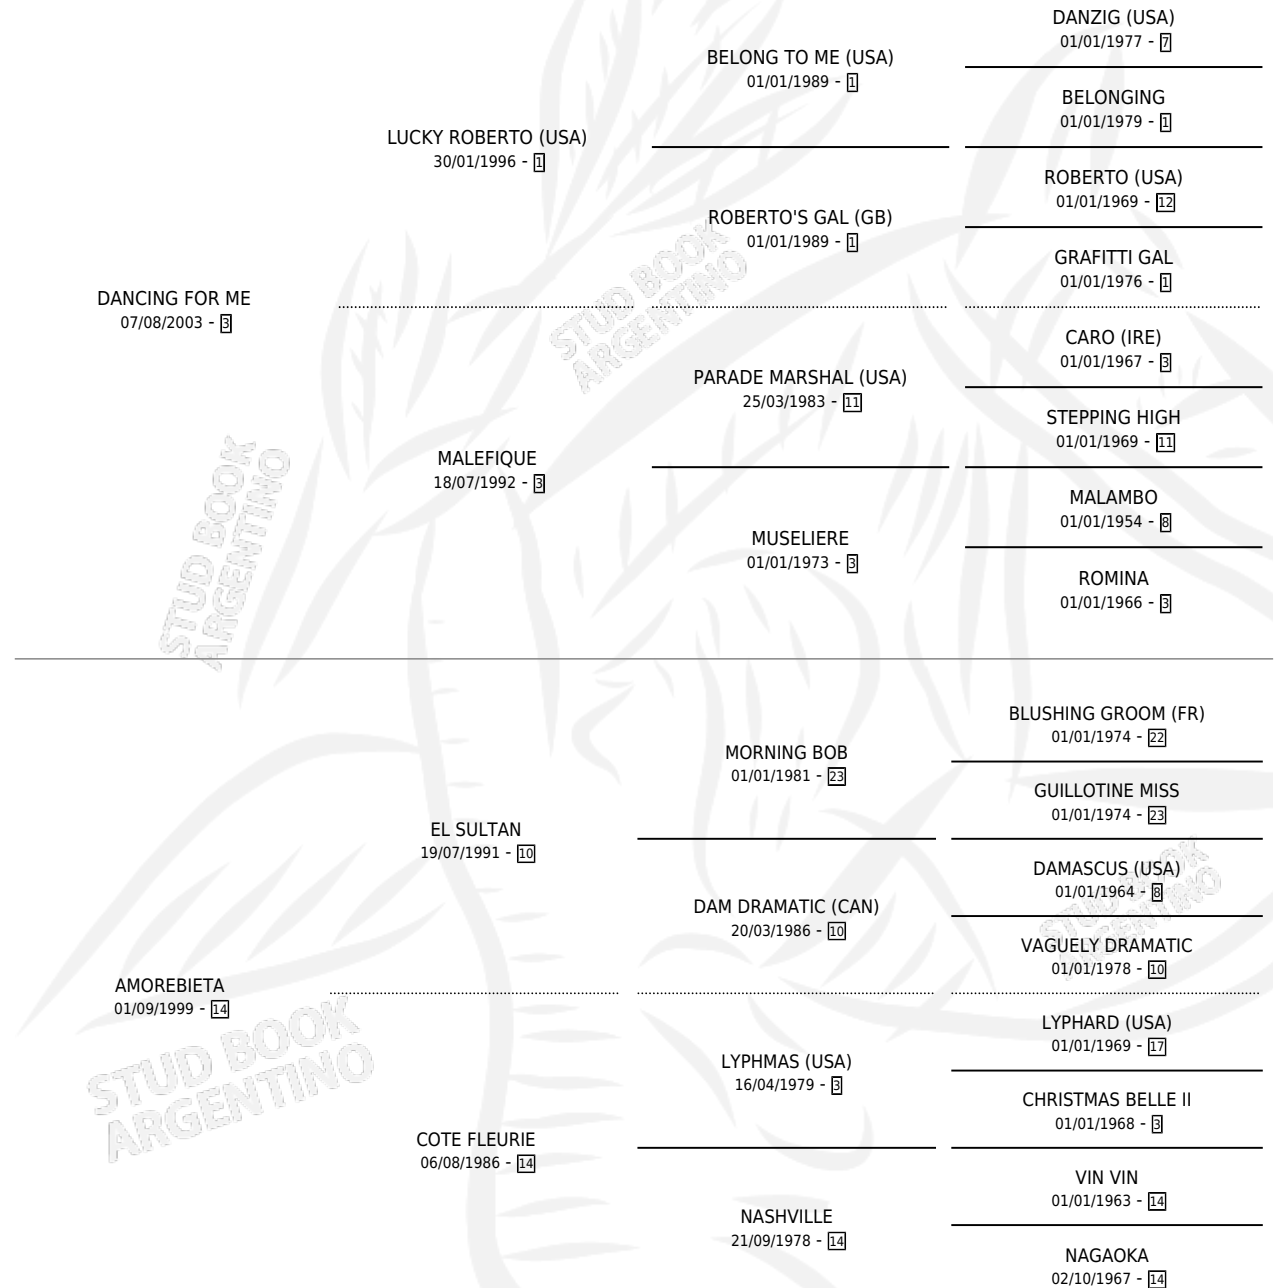 DANCING FOR ME
07/08/2003 - 3
LUCKY ROBERTO (USA)
30/01/1996 - 1
BELONG TO ME (USA)
01/01/1989 - 1
DANZIG (USA)
01/01/1977 - 7
BELONGING
01/01/1979 - 1
ROBERTO'S GAL (GB)
01/01/1989 - 1
ROBERTO (USA)
01/01/1969 - 12
GRAFITTI GAL
01/01/1976 - 1
MALEFIQUE
18/07/1992 - 3
PARADE MARSHAL (USA)
25/03/1983 - 11
CARO (IRE)
01/01/1967 - 3
STEPPING HIGH
01/01/1969 - 11
MUSELIERE
01/01/1973 - 3
MALAMBO
01/01/1954 - 8
ROMINA
01/01/1966 - 3
AMOREBIETA
01/09/1999 - 14
EL SULTAN
19/07/1991 - 10
MORNING BOB
01/01/1981 - 23
BLUSHING GROOM (FR)
01/01/1974 - 22
GUILLOTINE MISS
01/01/1974 - 23
DAM DRAMATIC (CAN)
20/03/1986 - 10
DAMASCUS (USA)
01/01/1964 - 8
VAGUELY DRAMATIC
01/01/1978 - 10
COTE FLEURIE
06/08/1986 - 14
LYPHMAS (USA)
16/04/1979 - 3
LYPHARD (USA)
01/01/1969 - 17
CHRISTMAS BELLE II
01/01/1968 - 3
NASHVILLE
21/09/1978 - 14
VIN VIN
01/01/1963 - 14
NAGAOKA
02/10/1967 - 14
STUD BOOK
ARGENTINO
STUD BOOK
ARGENTINO
STUD BOOK
ARGENTINO
STUD BOOK
ARGENTINO